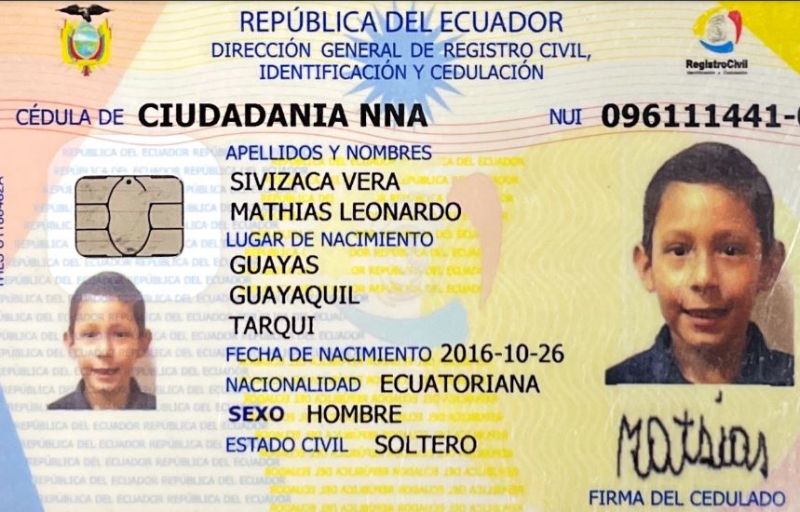 REPÚBLICA DEL ECUADOR
DIRECCIÓN GENERAL DE REGISTRO CIVIL,
IDENTIFICACIÓN Y CEDULACIÓN
RegistroCivil
CÉDULA DE CIUDADANIA NNA NUI 096111441-
APELLIDOS Y NOMBRES
SIVIZACA VERA
MATHIAS LEONARDO
LUGAR DE NACIMIENTO
GUAYAS
GUAYAQUIL
TARQUI
FECHA DE NACIMIENTO 2016-10-26
NACIONALIDAD ECUATORIANA
SEXO HOMBRE
ESTADO CIVIL SOLTERO
FIRMA DEL CEDULADO